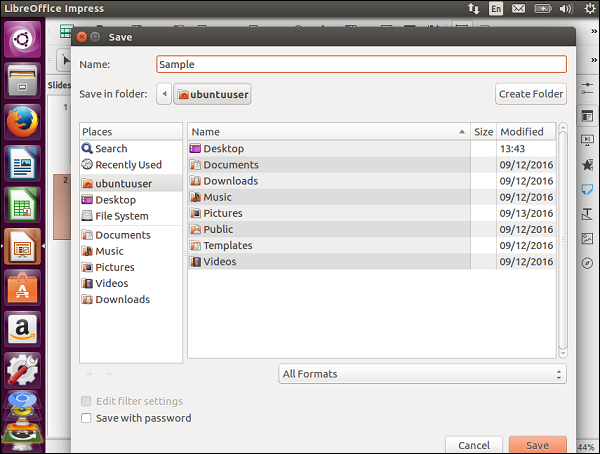 LibreOffice Impress
En
Save
Name:
Sample
Save in folder:
ubuntuuser
Create Folder
Slides
1
2
Places
Search
Recently Used
ubuntuuser
Desktop
File System
Documents
Music
Pictures
Videos
Downloads
Name Size Modified
Desktop 13:43
Documents 09/12/2016
Downloads 09/12/2016
Music 09/12/2016
Pictures 09/13/2016
Public 09/12/2016
Templates 09/12/2016
Videos 09/12/2016
All Formats
Edit filter settings
Save with password
Cancel
Save
44%